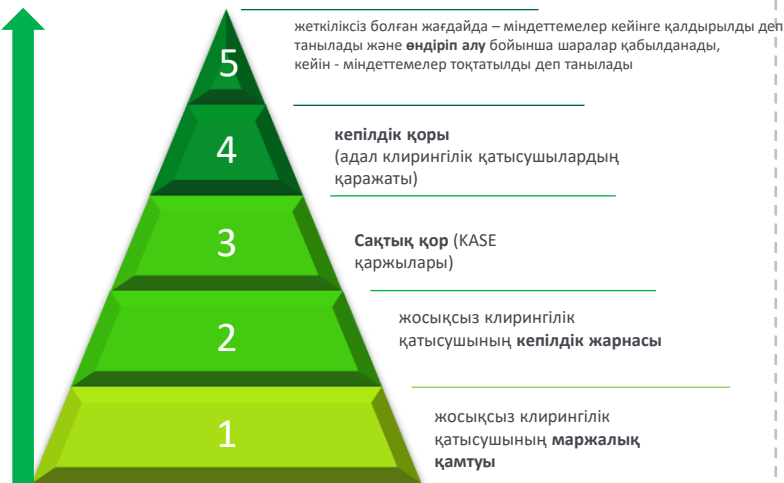 жеткіліксіз болған жағдайда – міндеттемелер кейінге қалдырылды деп
танылады және өндіріп алу бойынша шаралар қабылданады,
кейін - міндеттемелер тоқтатылды деп танылады
5
кепілдік қоры
(адал клирингілік қатысушылардың
қаражаты)
4
Сақтық қор (KASE
қаржылары)
3
жосықсыз клирингілік
қатысушының кепілдік жарнасы
2
жосықсыз клирингілік
қатысушының маржалық
қамтуы
1